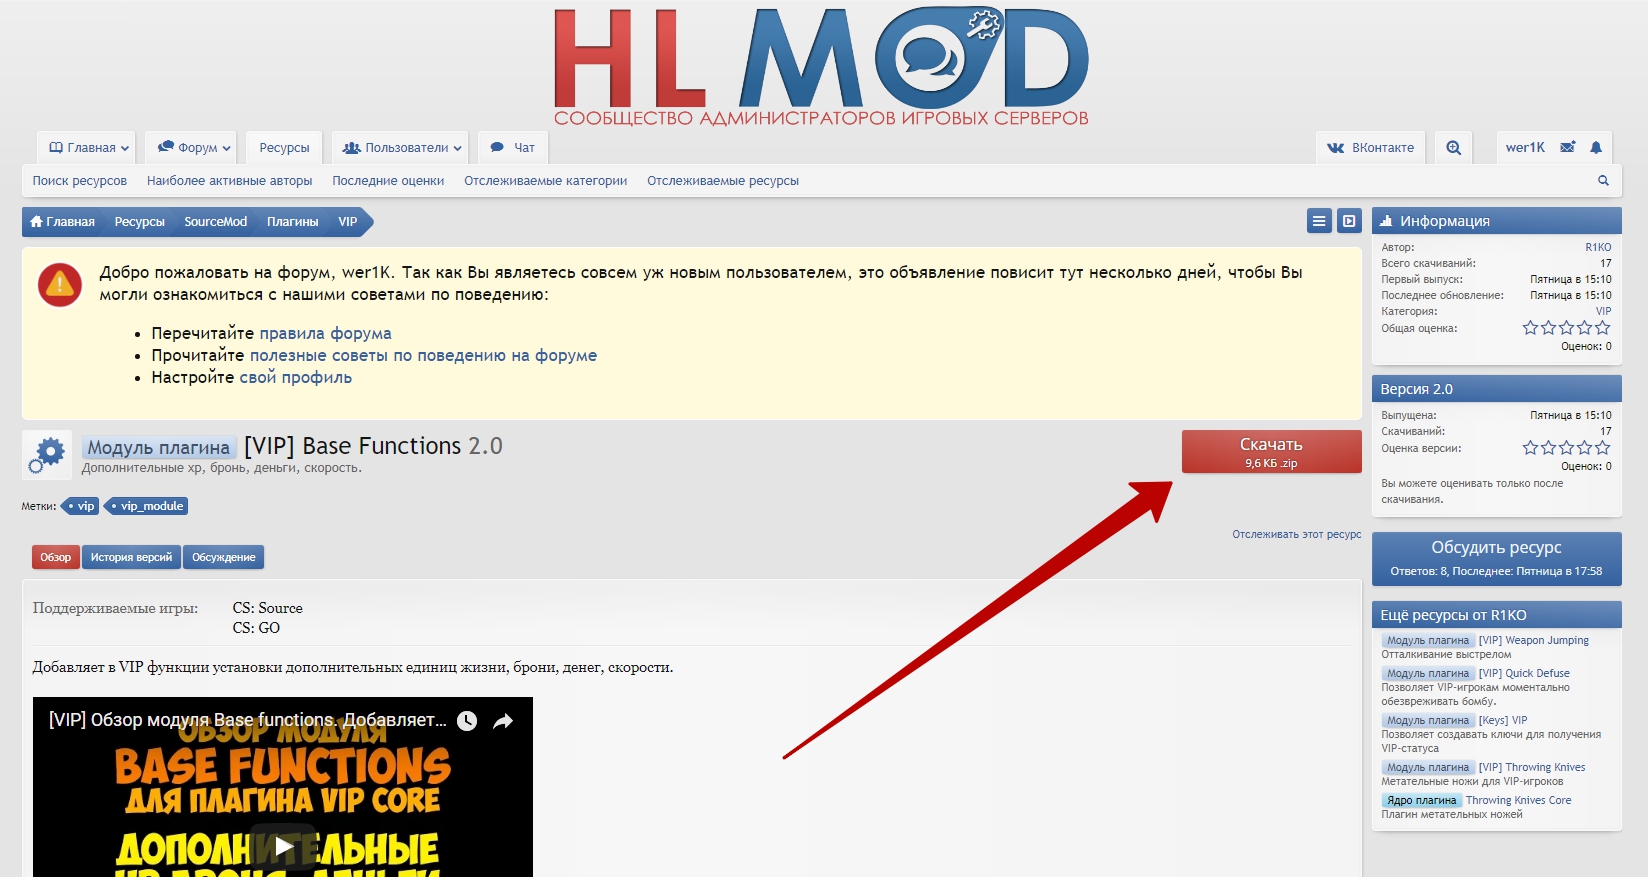 HLMOD
СООБЩЕСТВО АДМИНИСТРАТОРОВ ИГРОВЫХ СЕРВЕРОВ
Главная Форум Ресурсы Пользователи Чат ВКонтакте wer1K
Поиск ресурсов Наиболее активные авторы Последние оценки Отслеживаемые категории Отслеживаемые ресурсы
Главная Ресурсы SourceMod Плагины VIP
Добро пожаловать на форум, wer1K. Так как Вы являетесь совсем уж новым пользователем, это объявление повисит тут несколько дней, чтобы Вы
могли ознакомиться с нашими советами по поведению:
• Перечитайте правила форума
• Прочитайте полезные советы по поведению на форуме
• Настройте свой профиль
Модуль плагина [VIP] Base Functions 2.0
Дополнительные хр, бронь, деньги, скорость.
Скачать
9,6 КБ .zip
Метки: vip vip_module
Отслеживать этот ресурс
Обзор История версий Обсуждение
Поддерживаемые игры: CS: Source
CS: GO
Добавляет в VIP функции установки дополнительных единиц жизни, брони, денег, скорости.
[VIP] Обзор модуля Base functions. Добавляет...
ОБЗОР МОДУЛЯ
BASE FUNCTIONS
ДЛЯ ПЛАГИНА VIP CORE
ДОПОЛНИТЕЛЬНЫЕ
Информация
Автор: R1KO
Всего скачиваний: 17
Первый выпуск: Пятница в 15:10
Последнее обновление: Пятница в 15:10
Категория: VIP
Общая оценка:
Оценок: 0
Версия 2.0
Выпущена: Пятница в 15:10
Скачиваний: 17
Оценка версии:
Оценок: 0
Вы можете оценивать только после
скачивания.
Обсудить ресурс
Ответов: 8, Последнее: Пятница в 17:58
Ещё ресурсы от R1KO
Модуль плагина [VIP] Weapon Jumping
Отталкивание выстрелом
Модуль плагина [VIP] Quick Defuse
Позволяет VIP-игрокам моментально
обезвреживать бомбу.
Модуль плагина [Keys] VIP
Позволяет создавать ключи для получения
VIP-статуса
Модуль плагина [VIP] Throwing Knives
Метательные ножи для VIP-игроков
Ядро плагина Throwing Knives Core
Плагин метательных ножей